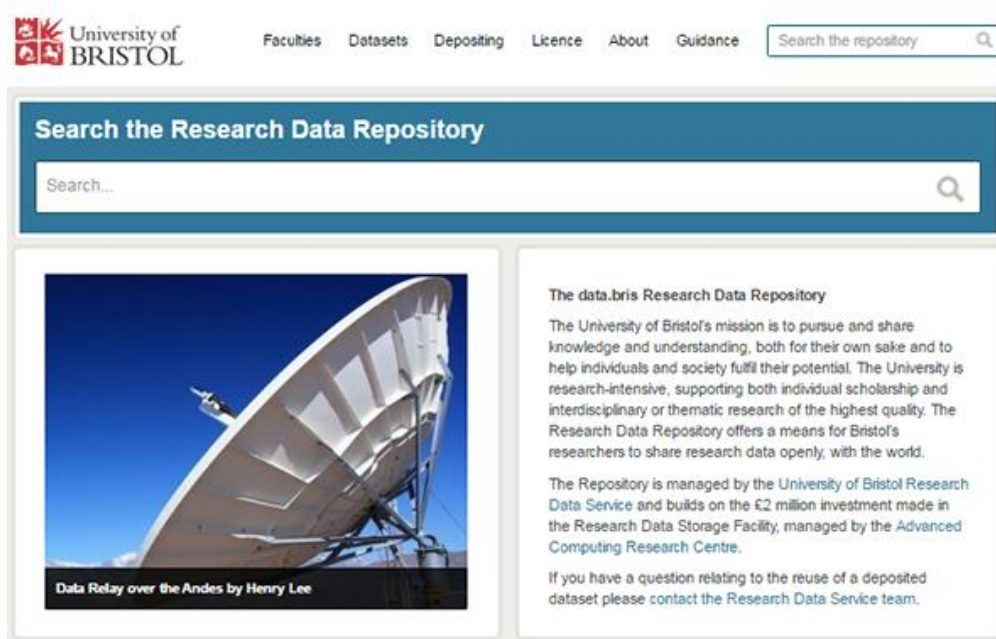 University of
BRISTOL
Faculties Datasets Depositing Licence About Guidance Search the repository
Search the Research Data Repository
Search...
Data Relay over the Andes by Henry Lee
The data.bris Research Data Repository
The University of Bristol's mission is to pursue and share
knowledge and understanding, both for their own sake and to
help individuals and society fulfil their potential. The University is
research-intensive, supporting both individual scholarship and
interdisciplinary or thematic research of the highest quality. The
Research Data Repository offers a means for Bristol's
researchers to share research data openly, with the world.
The Repository is managed by the University of Bristol Research
Data Service and builds on the £2 million investment made in
the Research Data Storage Facility, managed by the Advanced
Computing Research Centre.
If you have a question relating to the reuse of a deposited
dataset please contact the Research Data Service team.